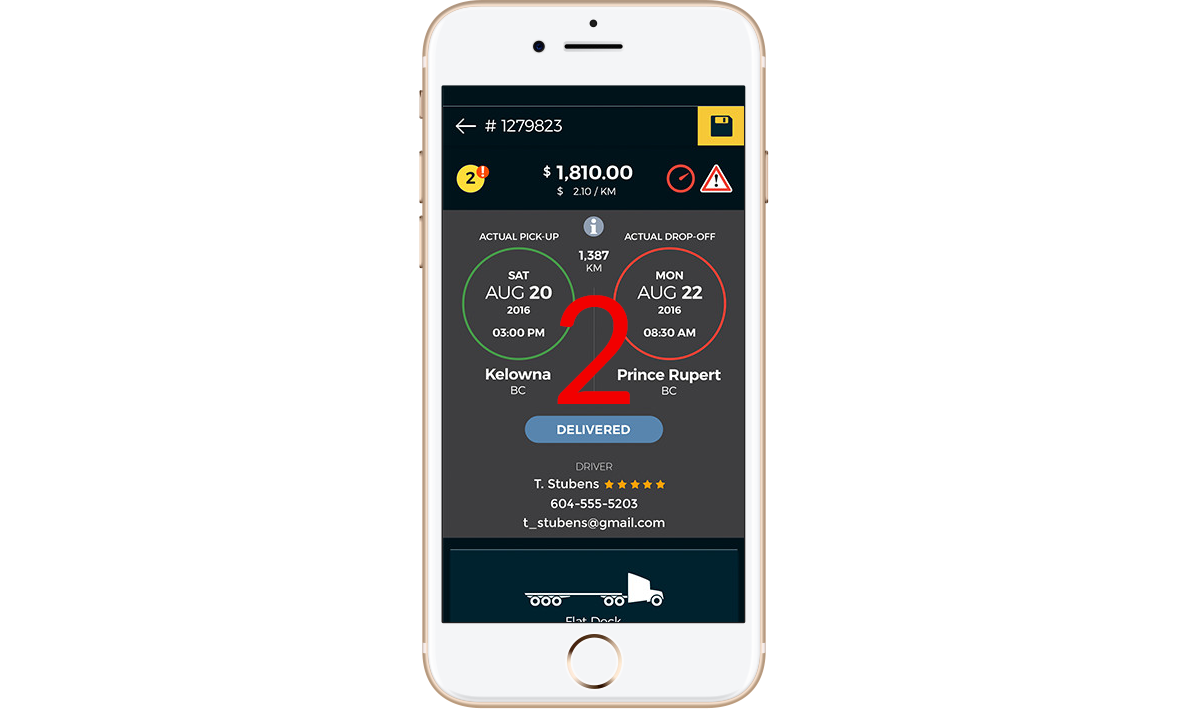 # 1279823
2 !
$ 1,810.00
$ 2.10 / KM
!
i
ACTUAL PICK-UP
ACTUAL DROP-OFF
1,387
KM
SAT
AUG 20
2016
03:00 PM
MON
AUG 22
2016
08:30 AM
2
Kelowna
BC
Prince Rupert
BC
DELIVERED
DRIVER
T. Stubens
604-555-5203
t_stubens@gmail.com
Flat Deck